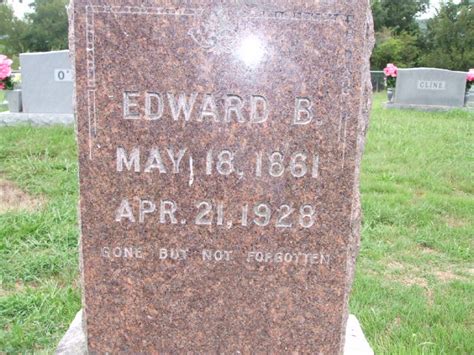 EDWARD B.
MAY 18, 1861
APR. 21, 1928
GONE BUT NOT FORGOTTEN
O'
CLINE